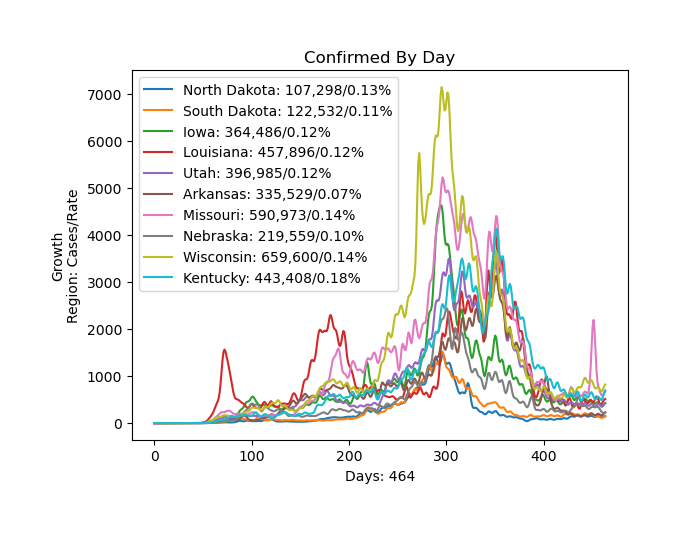 Confirmed By Day
7000
6000
5000
4000
3000
2000
1000
0
Growth
Region: Cases/Rate
North Dakota: 107,298/0.13%
South Dakota: 122,532/0.11%
Iowa: 364,486/0.12%
Louisiana: 457,896/0.12%
Utah: 396,985/0.12%
Arkansas: 335,529/0.07%
Missouri: 590,973/0.14%
Nebraska: 219,559/0.10%
Wisconsin: 659,600/0.14%
Kentucky: 443,408/0.18%
0 100 200 300 400
Days: 464